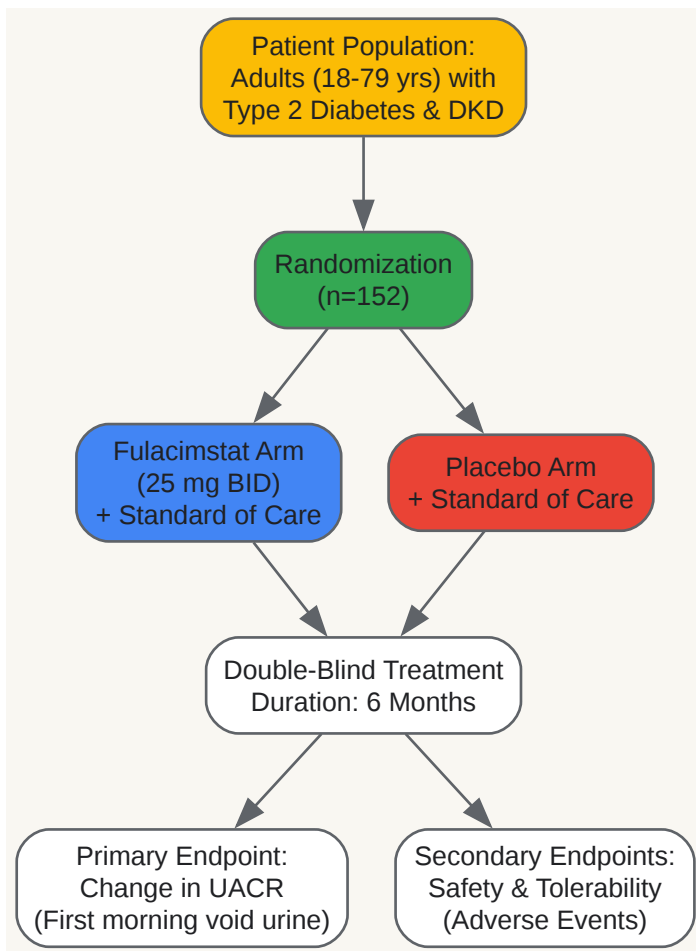 Patient Population:
Adults (18-79 yrs) with
Type 2 Diabetes & DKD
Randomization
(n=152)
Fulacimstat Arm
(25 mg BID)
+ Standard of Care
Placebo Arm
+ Standard of Care
Double-Blind Treatment
Duration: 6 Months
Primary Endpoint:
Change in UACR
(First morning void urine)
Secondary Endpoints:
Safety & Tolerability
(Adverse Events)